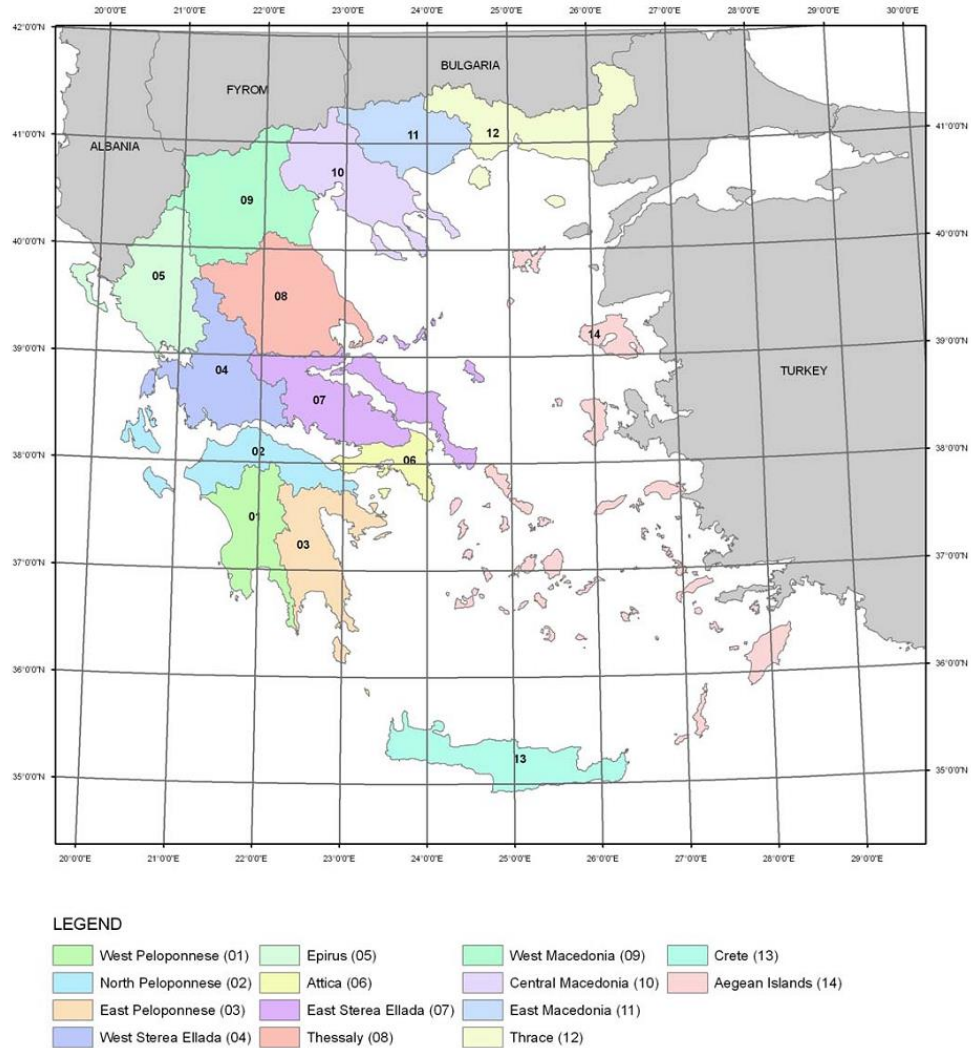 20°0'0"E 21°0'0"E 22°0'0"E 23°0'0"E 24°0'0"E 25°0'0"E 26°0'0"E 27°0'0"E 28°0'0"E 29°0'0"E 30°0'0"E
42°0'0"N
BULGARIA
FYROM
41°0'0"N 11 12 41°0'0"N
ALBANIA
10
09
40°0'0"N 40°0'0"N
05
08
14
39°0'0"N 39°0'0"N
04 TURKEY
07
38°0'0"N 02 06 38°0'0"N
01
03
37°0'0"N 37°0'0"N
36°0'0"N 36°0'0"N
13
35°0'0"N 35°0'0"N
20°0'0"E 21°0'0"E 22°0'0"E 23°0'0"E 24°0'0"E 25°0'0"E 26°0'0"E 27°0'0"E 28°0'0"E 29°0'0"E
LEGEND
West Peloponnese (01) Epirus (05) West Macedonia (09) Crete (13)
North Peloponnese (02) Attica (06) Central Macedonia (10) Aegean Islands (14)
East Peloponnese (03) East Sterea Ellada (07) East Macedonia (11)
West Sterea Ellada (04) Thessaly (08) Thrace (12)